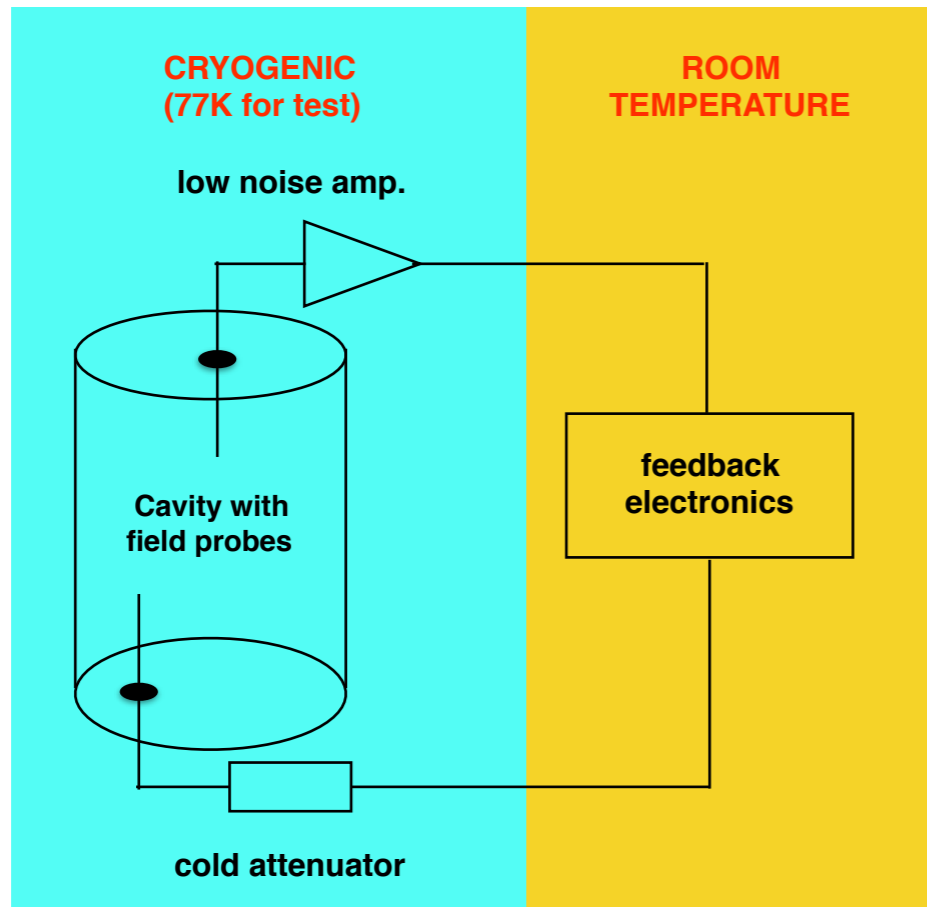 CRYOGENIC
(77K for test)
ROOM
TEMPERATURE
low noise amp.
feedback
electronics
Cavity with
field probes
cold attenuator